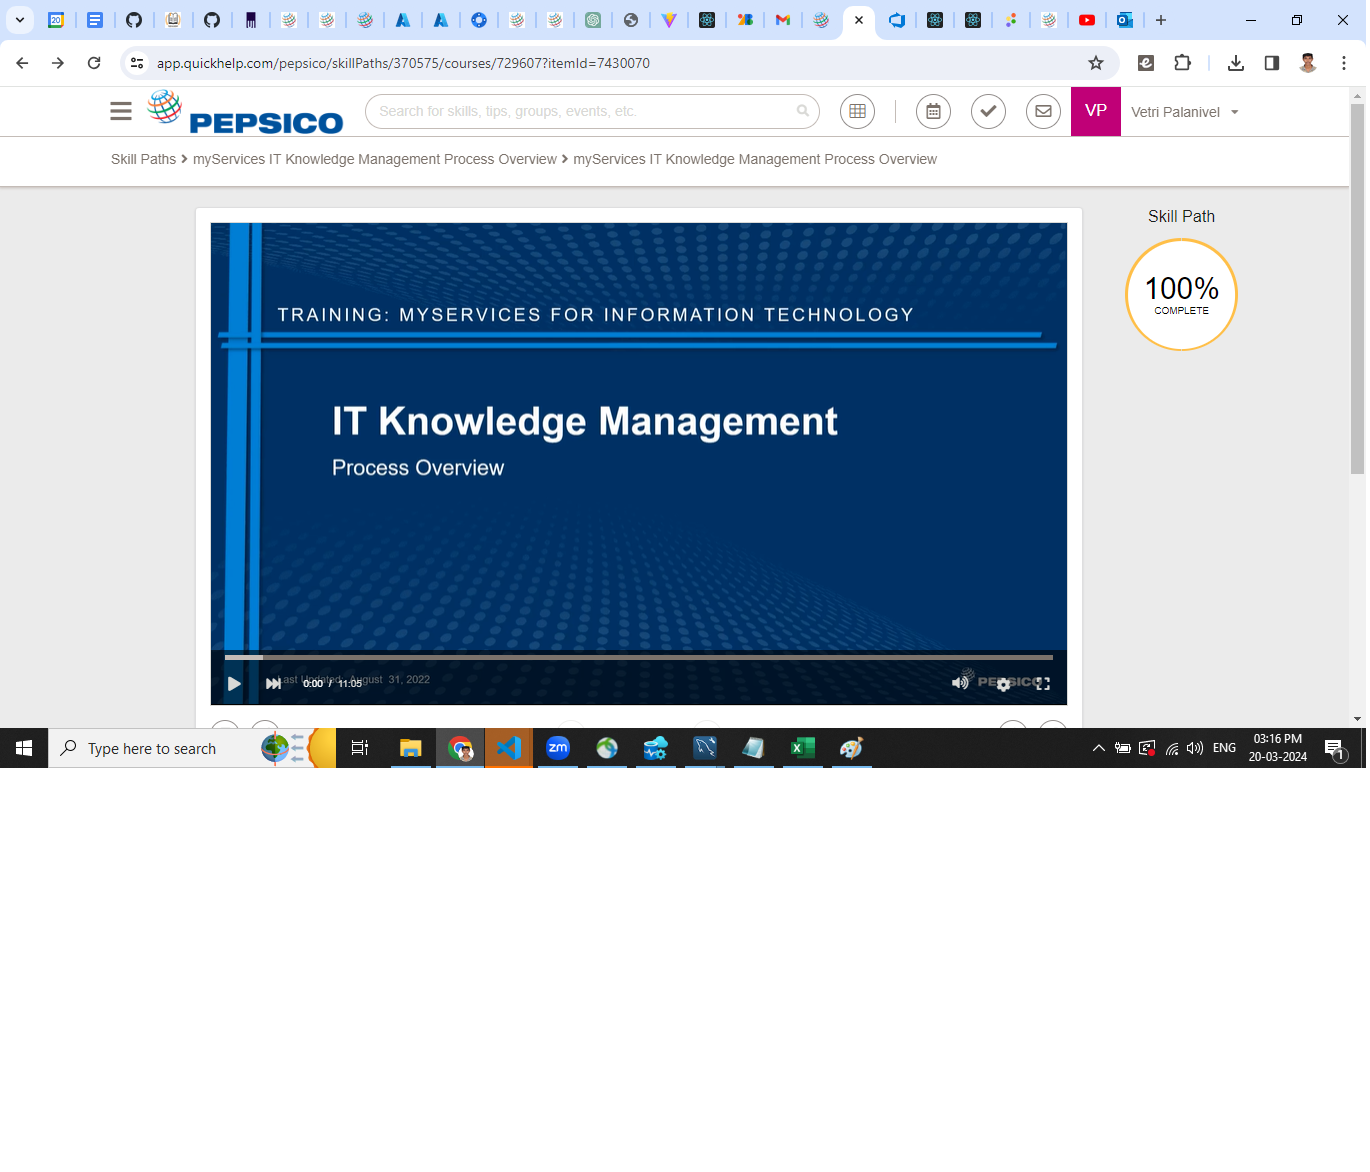 20
app.quickhelp.com/pepsico/skillPaths/370575/courses/729607?itemId=7430070
PEPSICO
Search for skills, tips, groups, events, etc.
VP
Vetri Palanivel
Skill Paths > myServices IT Knowledge Management Process Overview > myServices IT Knowledge Management Process Overview
Skill Path
100%
COMPLETE
TRAINING: MYSERVICES FOR INFORMATION TECHNOLOGY
IT Knowledge Management
Process Overview
Last Updated: August 31, 2022
0:00 / 11:05
PEPSICO
Type here to search
zm
ENG
03:16 PM
20-03-2024
1